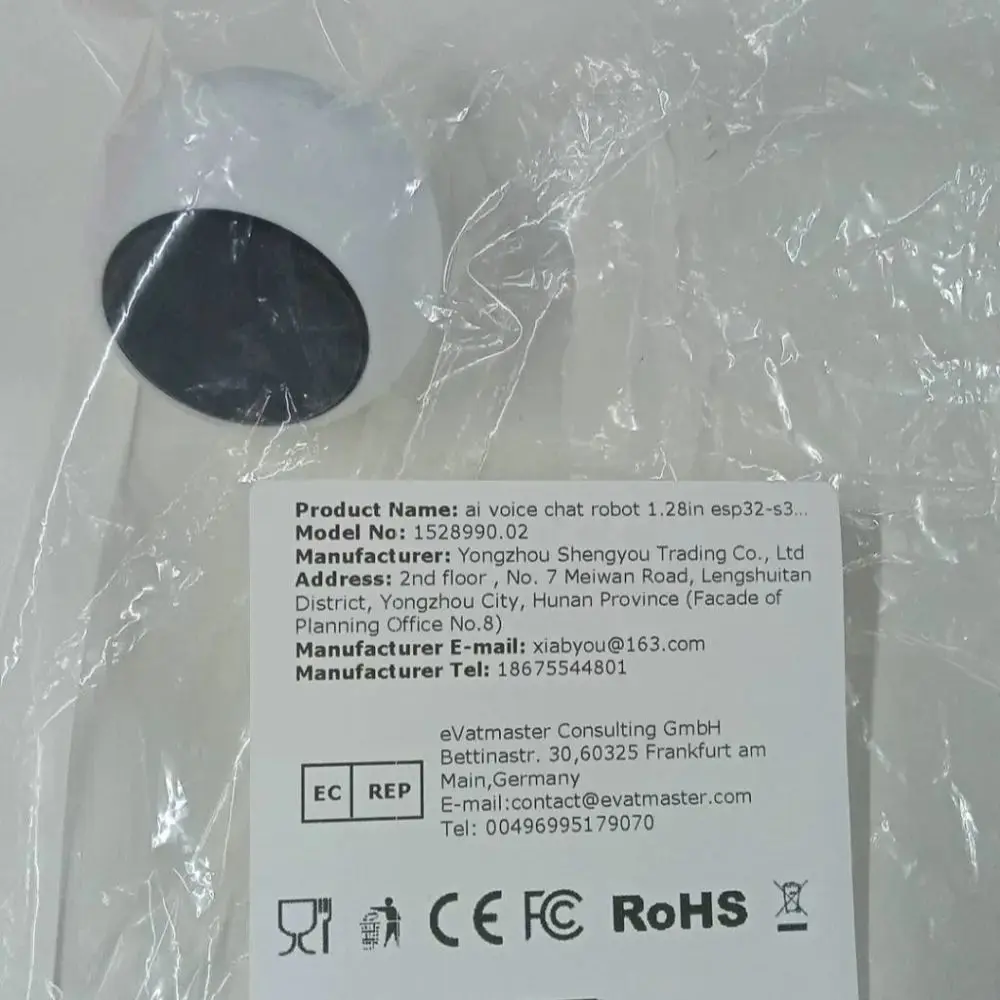 Product Name: ai voice chat robot 1.28in esp32-s3...
Model No: 1528990.02
Manufacturer: Yongzhou Shengyou Trading Co., Ltd
Address: 2nd floor , No. 7 Meiwan Road, Lengshuitan
District, Yongzhou City, Hunan Province (Facade of
Planning Office No.8)
Manufacturer E-mail: xiabyou@163.com
Manufacturer Tel: 18675544801
eVatmaster Consulting GmbH
Bettinastr. 30,60325 Frankfurt am
Main,Germany
E-mail:contact@evatmaster.com
Tel: 00496995179070
EC REP
CE FC RoHS